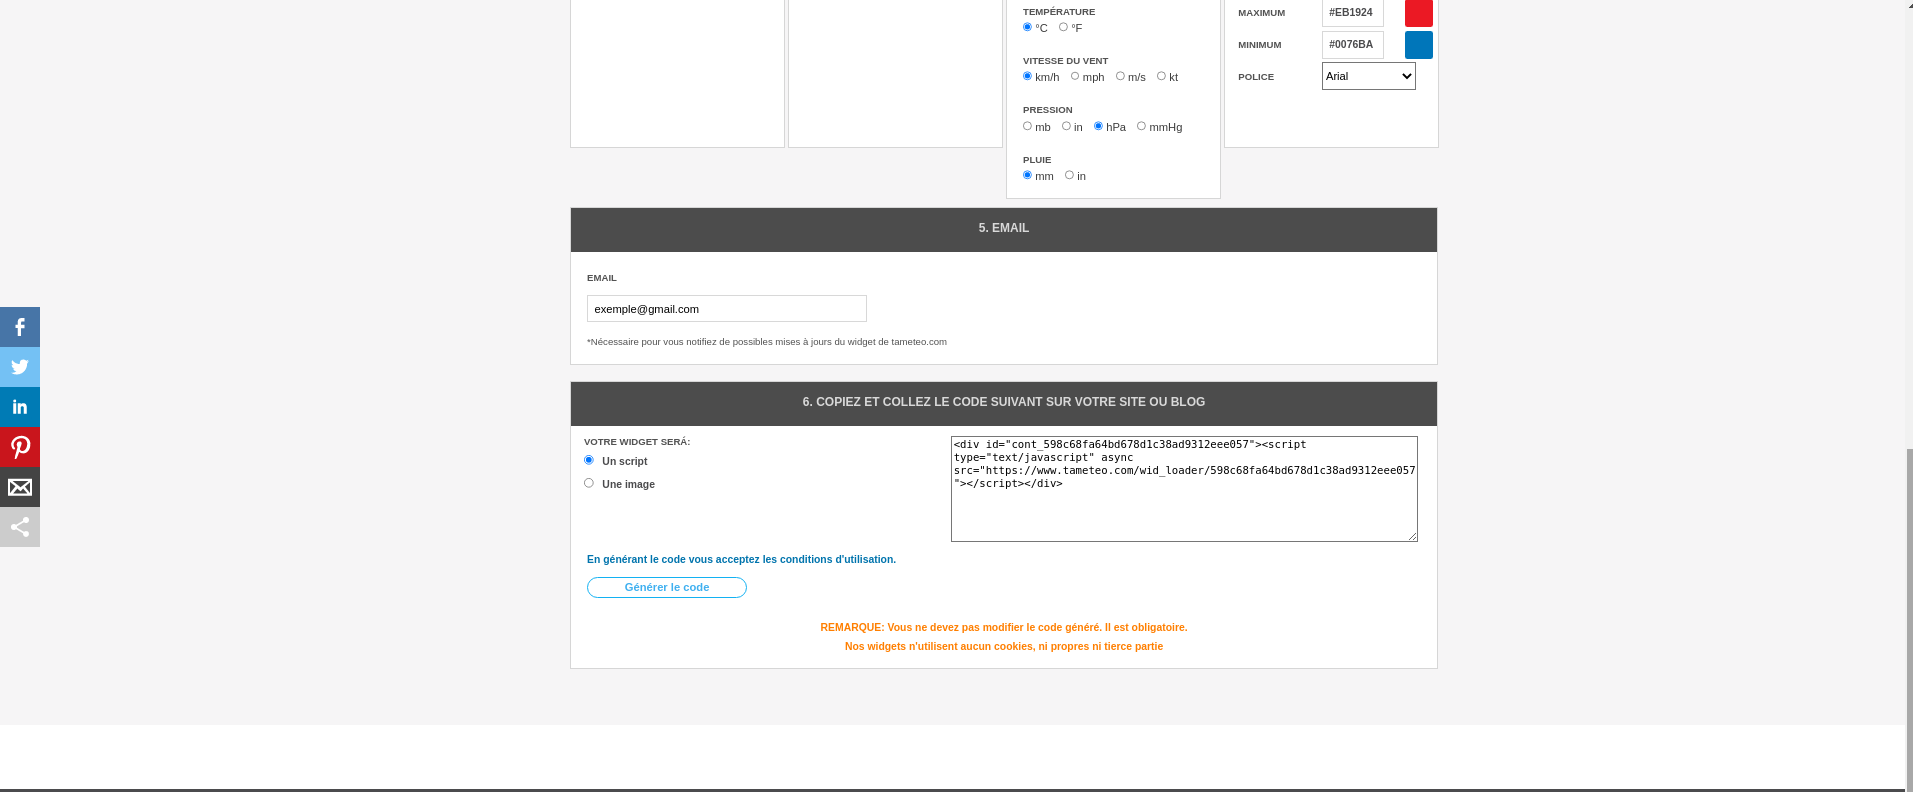 TEMPÉRATURE
°C °F
VITESSE DU VENT
km/h mph m/s kt
PRESSION
mb in hPa mmHg
PLUIE
mm in
MAXIMUM #EB1924
MINIMUM #0076BA
POLICE Arial
5. EMAIL
EMAIL
exemple@gmail.com
*Nécessaire pour vous notifiez de possibles mises à jours du widget de tameteo.com
6. COPIEZ ET COLLEZ LE CODE SUIVANT SUR VOTRE SITE OU BLOG
VOTRE WIDGET SERÁ:
Un script
Une image
<div id="cont_598c68fa64bd678d1c38ad9312eee057"><script
type="text/javascript" async
src="https://www.tameteo.com/wid_loader/598c68fa64bd678d1c38ad9312eee057
"></script></div>
En générant le code vous acceptez les conditions d'utilisation.
Générer le code
REMARQUE: Vous ne devez pas modifier le code généré. Il est obligatoire.
Nos widgets n'utilisent aucun cookies, ni propres ni tierce partie